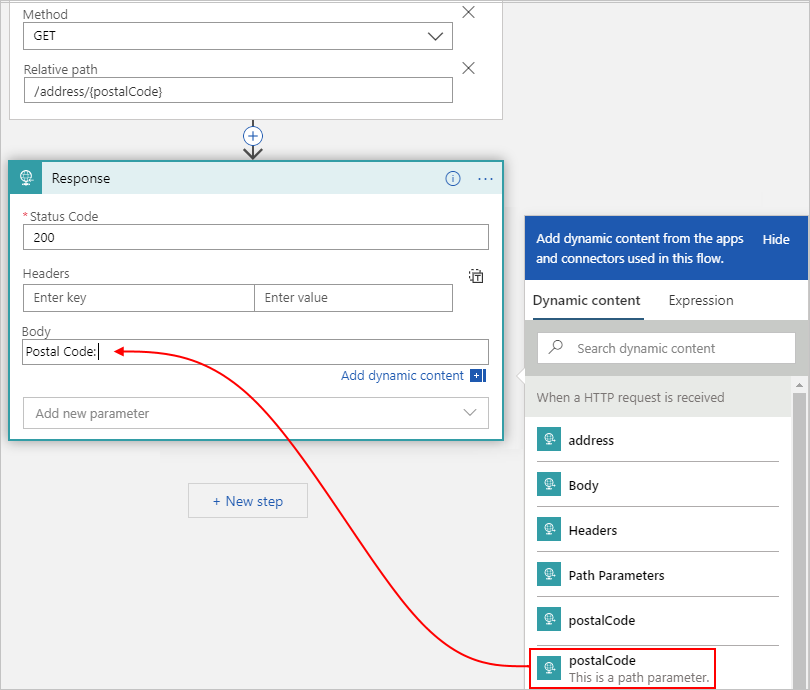 Method
GET
Relative path
/address/{postalCode}
Response
* Status Code
200
Headers
Enter key
Enter value
Body
Postal Code:
Add dynamic content
Add new parameter
+ New step
Add dynamic content from the apps
and connectors used in this flow.
Hide
Dynamic content
Expression
Search dynamic content
When a HTTP request is received
address
Body
Headers
Path Parameters
postalCode
postalCode
This is a path parameter.